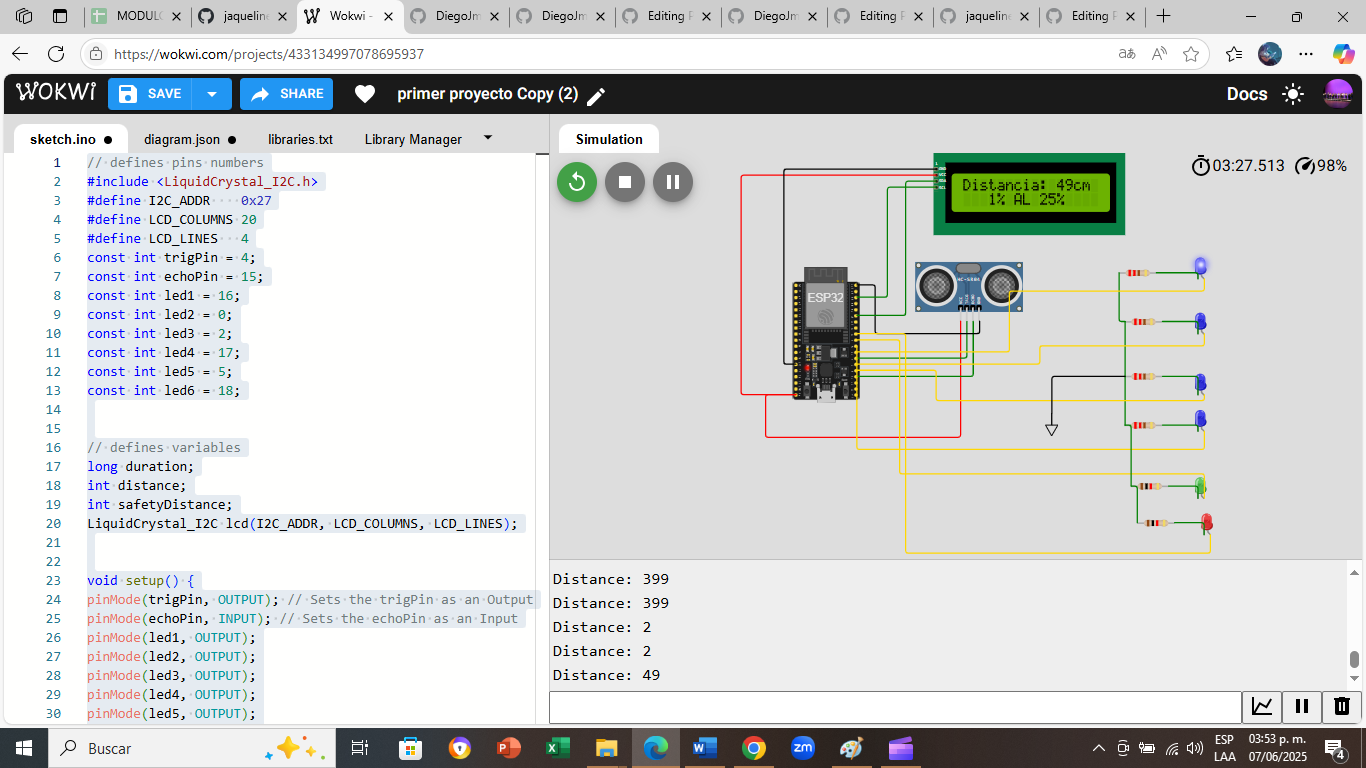 MODULO
jaqueline
Wokwi -
DiegoJm
DiegoJm
Editing P
DiegoJm
Editing P
jaqueline
Editing P
https://wokwi.com/projects/433134997078695937
WOKWI
SAVE
SHARE
primer proyecto Copy (2)
Docs
sketch.ino
diagram.json
libraries.txt
Library Manager
1 // defines pins numbers
2 #include <LiquidCrystal_I2C.h>
3 #define I2C_ADDR    0x27
4 #define LCD_COLUMNS 20
5 #define LCD_LINES   4
6 const int trigPin = 4;
7 const int echoPin = 15;
8 const int led1 = 16;
9 const int led2 = 0;
10 const int led3 = 2;
11 const int led4 = 17;
12 const int led5 = 5;
13 const int led6 = 18;
14
15
16 // defines variables
17 long duration;
18 int distance;
19 int safetyDistance;
20 LiquidCrystal_I2C lcd(I2C_ADDR, LCD_COLUMNS, LCD_LINES);
21
22
23 void setup() {
24 pinMode(trigPin, OUTPUT); // Sets the trigPin as an Output
25 pinMode(echoPin, INPUT); // Sets the echoPin as an Input
26 pinMode(led1, OUTPUT);
27 pinMode(led2, OUTPUT);
28 pinMode(led3, OUTPUT);
29 pinMode(led4, OUTPUT);
30 pinMode(led5, OUTPUT);
Simulation
03:27.513
98%
Distancia: 49cm
1% AL 25%
ESP32
Distance: 399
Distance: 399
Distance: 2
Distance: 2
Distance: 49
Buscar
ESP
LAA
03:53 p. m.
07/06/2025
4